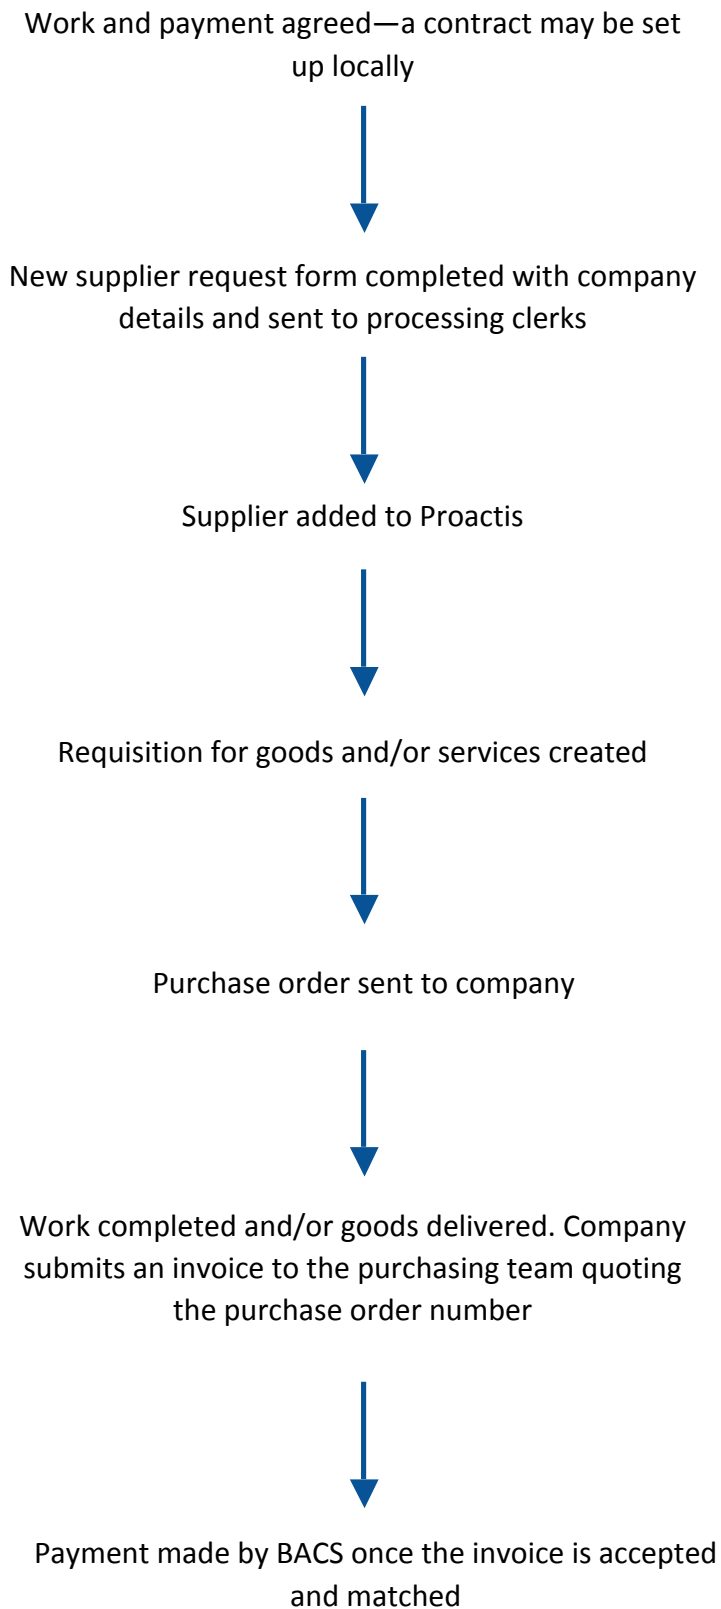 Work and payment agreed—a contract may be set
up locally
New supplier request form completed with company
details and sent to processing clerks
Supplier added to Proactis
Requisition for goods and/or services created
Purchase order sent to company
Work completed and/or goods delivered. Company
submits an invoice to the purchasing team quoting
the purchase order number
Payment made by BACS once the invoice is accepted
and matched